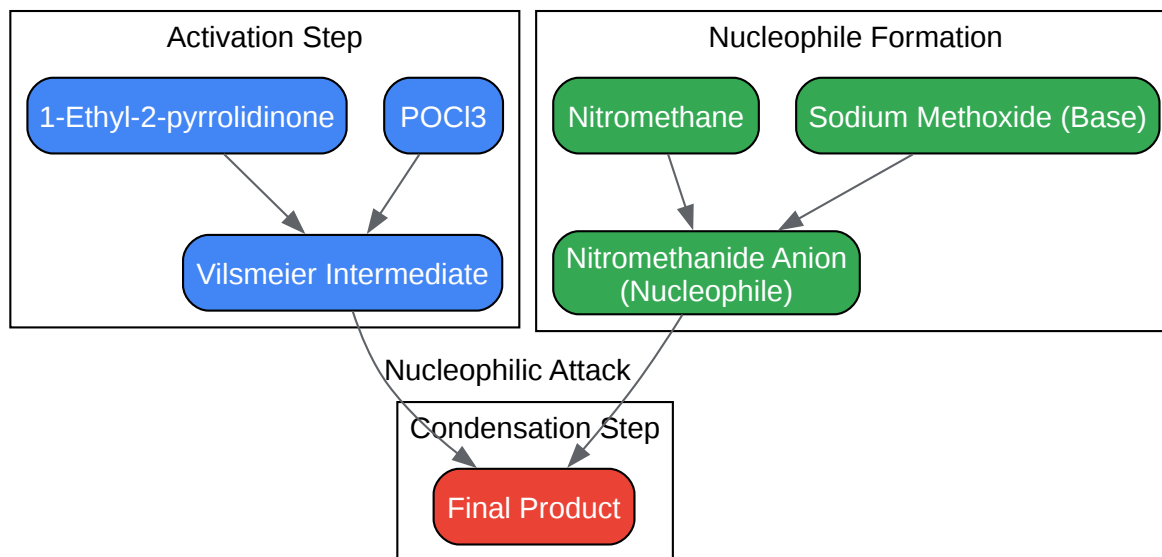 Activation Step
Nucleophile Formation
1-Ethyl-2-pyrrolidinone
POCl3
Nitromethane
Sodium Methoxide (Base)
Vilsmeier Intermediate
Nitromethanide Anion
(Nucleophile)
Nucleophilic Attack
Condensation Step
Final Product